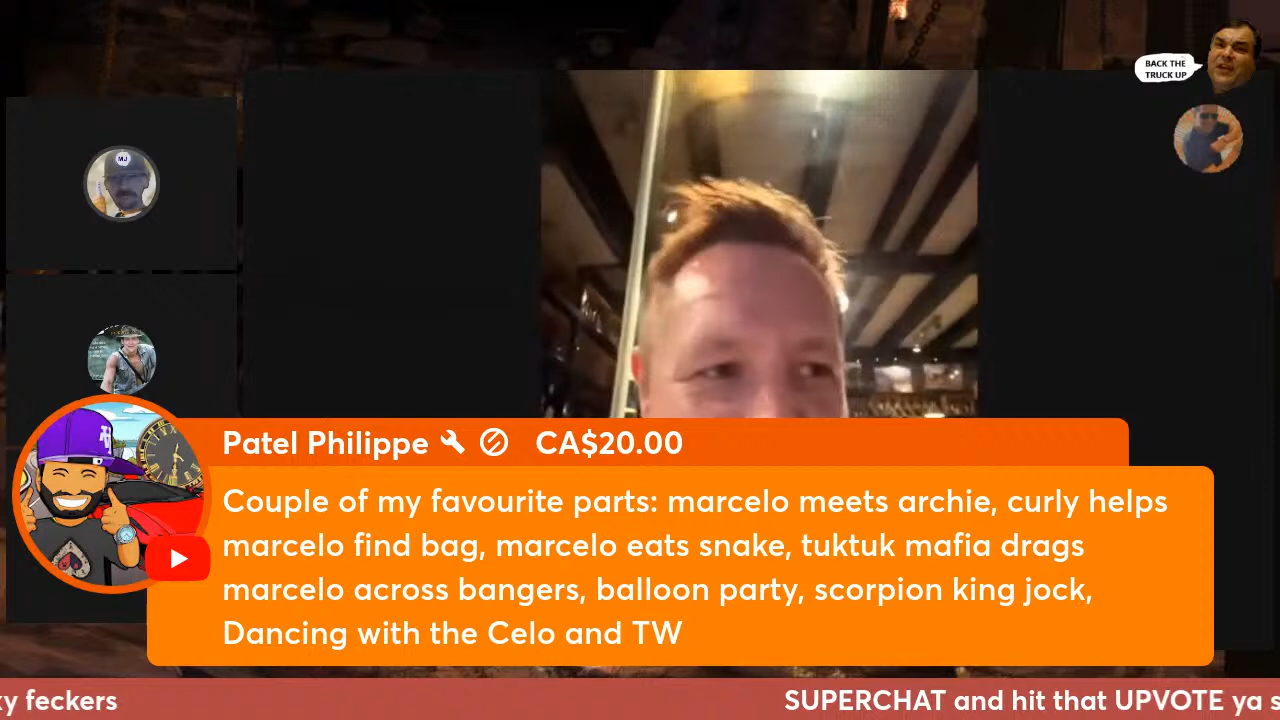 BACK THE
TRUCK UP
MJ
Patel Philippe CA$20.00
Couple of my favourite parts: marcelo meets archie, curly helps
marcelo find bag, marcelo eats snake, tuktuk mafia drags
marcelo across bangers, balloon party, scorpion king jock,
Dancing with the Celo and TW
y feckers SUPERCHAT and hit that UPVOTE ya s